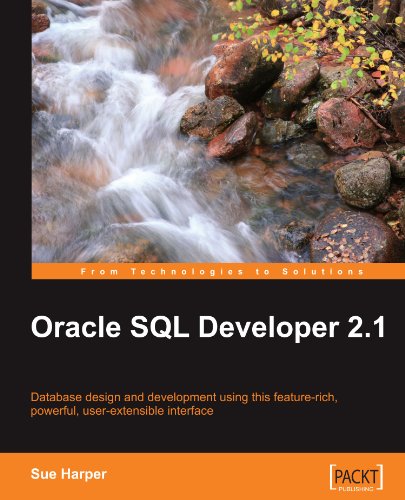 From Technologies to Solutions
Oracle SQL Developer 2.1
Database design and development using this feature-rich,
powerful, user-extensible interface
Sue Harper
[PACKT]
PUBLISHING